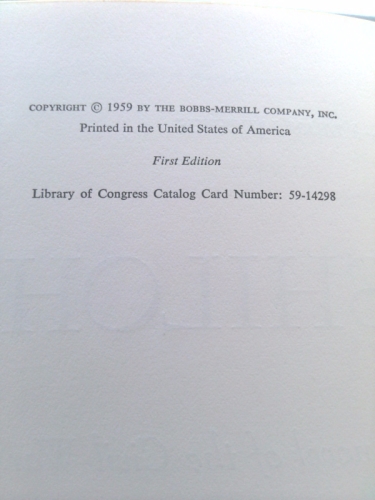 COPYRIGHT © 1959 BY THE BOBBS-MERRILL COMPANY, INC.
Printed in the United States of America
First Edition
Library of Congress Catalog Card Number: 59-14298